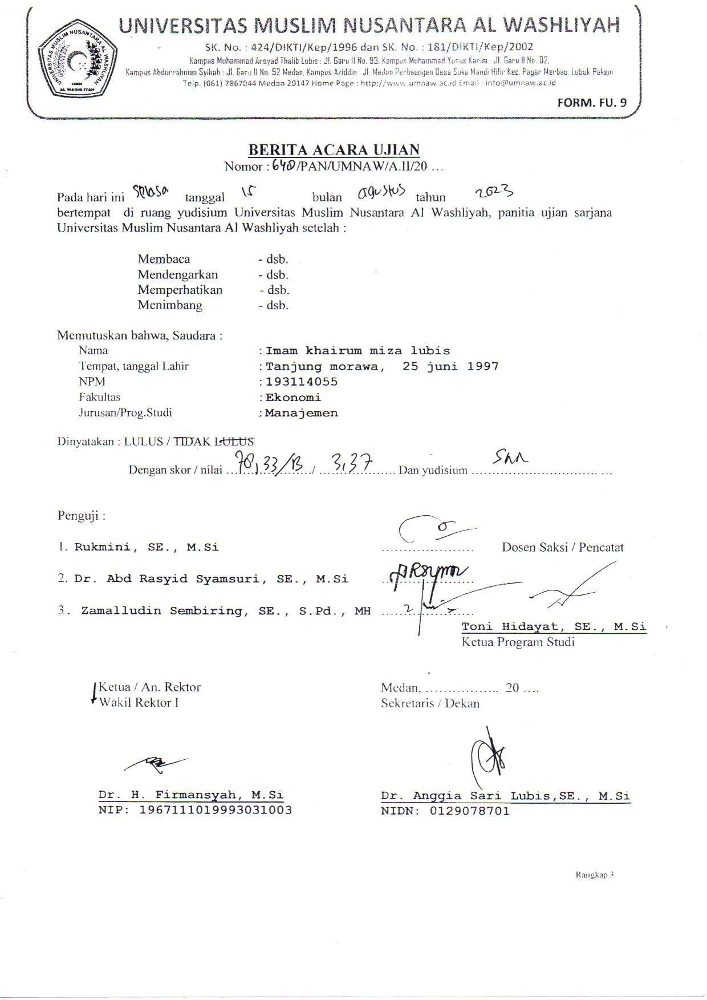 UNIVERSITAS MUSLIM NUSANTARA AL WASHLIYAH
SK. No. : 424/DIKTI/Kep/1996 dan SK. No. : 181/DIKTI/Kep/2002
Kampus Muhammad Arsyad Thalib Lubis : Jl. Garu II No. 93, Kampus Muhammad Yunus Karim : Jl. Garu II No. 02,
Kampus Abdurrahman Syihab : Jl. Garu II No. 52 Medan, Kampus Aziddin : Jl. Medan Perbaungan Desa Suka Mandi Hilir Kec. Pagar Merbau, Lubuk Pakam
Telp. (061) 7867044 Medan 20147 Home Page : http://www.umnaw.ac.id Email : info@umnaw.ac.id
UNIVERSITAS MUSLIM NUSANTARA AL WASHLIYAH
UMN
AL WASHLIYAH
FORM. FU. 9
BERITA ACARA UJIAN
Nomor : 640/PAN/UMNAW/A.II/20 ...
Pada hari ini Selasa tanggal 15 bulan agustus tahun 2023
bertempat di ruang yudisium Universitas Muslim Nusantara Al Washliyah, panitia ujian sarjana
Universitas Muslim Nusantara Al Washliyah setelah :
Membaca - dsb.
Mendengarkan - dsb.
Memperhatikan - dsb.
Menimbang - dsb.
Memutuskan bahwa, Saudara :
Nama : Imam khairum miza lubis
Tempat, tanggal Lahir : Tanjung morawa, 25 juni 1997
NPM : 193114055
Fakultas : Ekonomi
Jurusan/Prog.Studi : Manajemen
Dinyatakan : LULUS / TIDAK LULUS
Dengan skor / nilai 78,33/B / 3,37 Dan yudisium
Penguji :
1. Rukmini, SE., M.Si ..................... Dosen Saksi / Pencatat
2. Dr. Abd Rasyid Syamsuri, SE., M.Si
3. Zamalludin Sembiring, SE., S.Pd., MH
Toni Hidayat, SE., M.Si
Ketua Program Studi
Ketua / An. Rektor
Wakil Rektor I
Medan, ................. 20 ....
Sekretaris / Dekan
Dr. H. Firmansyah, M.Si
NIP: 1967111019993031003
Dr. Anggia Sari Lubis,SE., M.Si
NIDN: 0129078701
Rangkap 3